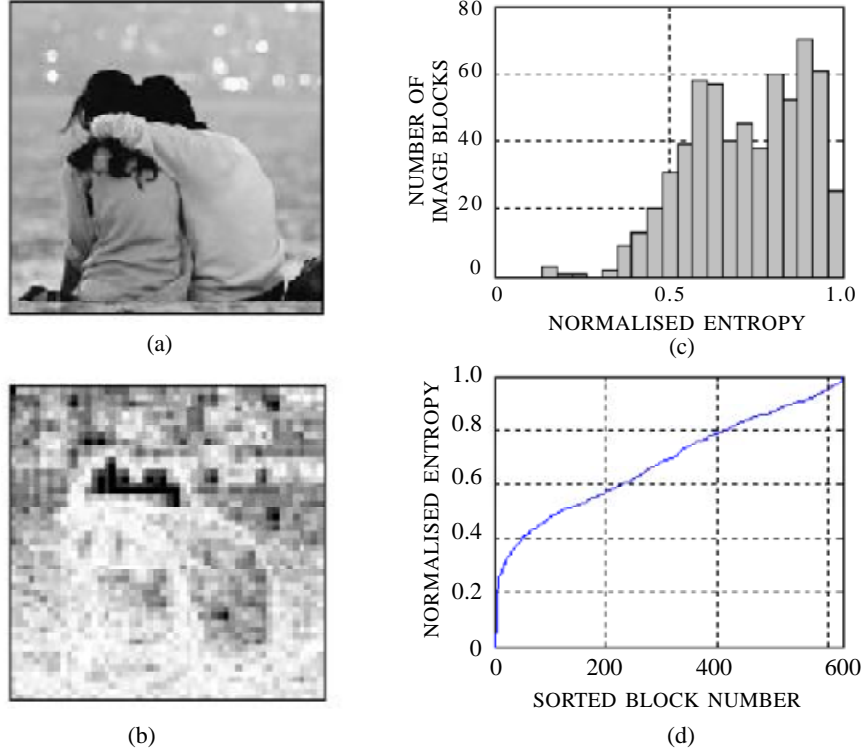 (a)
80
60
40
20
0
NUMBER OF
IMAGE BLOCKS
0 0.5 1.0
NORMALISED ENTROPY
(c)
(b)
1.0
0.8
0.6
0.4
0.2
0
NORMALISED ENTROPY
0 200 400 600
SORTED BLOCK NUMBER
(d)